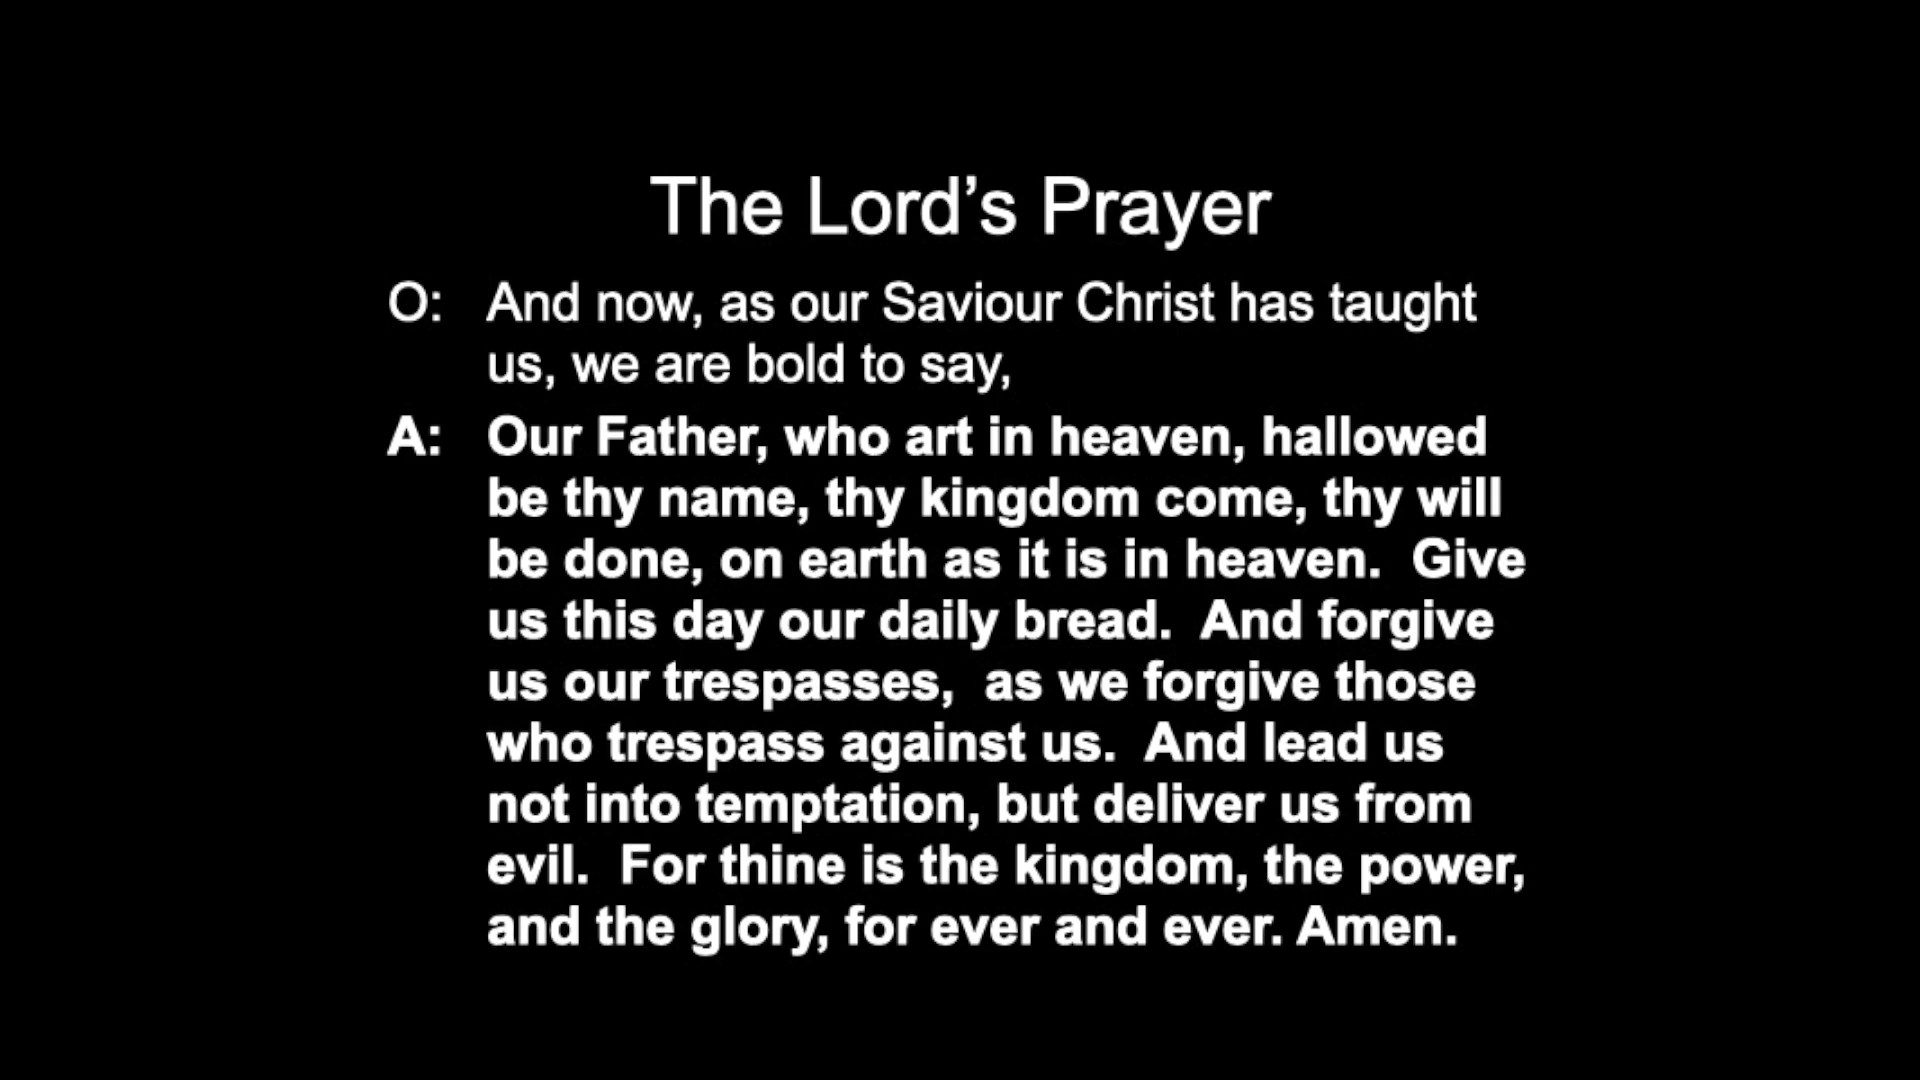 The Lord’s Prayer
O: And now, as our Saviour Christ has taught
us, we are bold to say,
A: Our Father, who art in heaven, hallowed
be thy name, thy kingdom come, thy will
be done, on earth as it is in heaven.  Give
us this day our daily bread.  And forgive
us our trespasses,  as we forgive those
who trespass against us.  And lead us
not into temptation, but deliver us from
evil.  For thine is the kingdom, the power,
and the glory, for ever and ever. Amen.